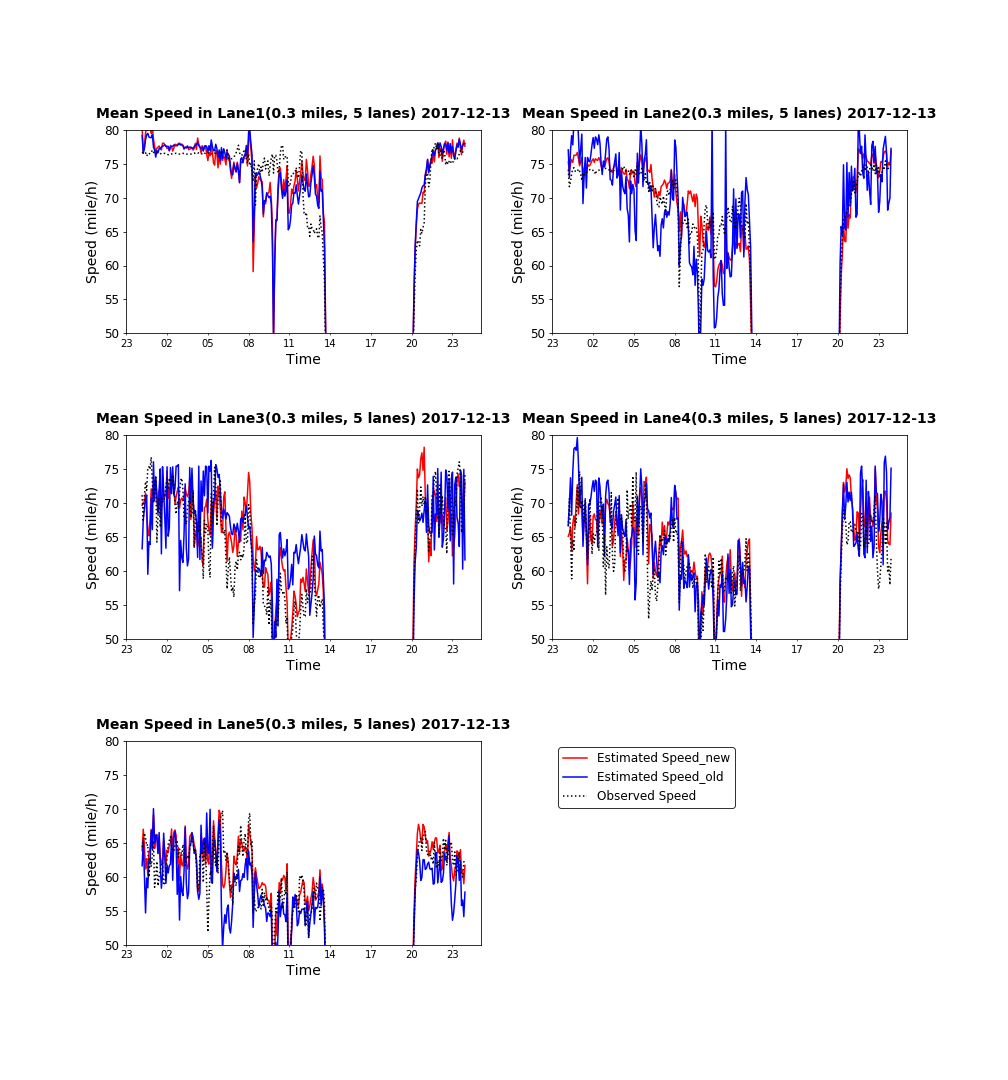 Mean Speed in Lane1(0.3 miles, 5 lanes) 2017-12-13
80
75
70
65
60
55
50
Speed (mile/h)
23 02 05 08 11 14 17 20 23
Time
Mean Speed in Lane2(0.3 miles, 5 lanes) 2017-12-13
80
75
70
65
60
55
50
Speed (mile/h)
23 02 05 08 11 14 17 20 23
Time
Mean Speed in Lane3(0.3 miles, 5 lanes) 2017-12-13
80
75
70
65
60
55
50
Speed (mile/h)
23 02 05 08 11 14 17 20 23
Time
Mean Speed in Lane4(0.3 miles, 5 lanes) 2017-12-13
80
75
70
65
60
55
50
Speed (mile/h)
23 02 05 08 11 14 17 20 23
Time
Mean Speed in Lane5(0.3 miles, 5 lanes) 2017-12-13
80
75
70
65
60
55
50
Speed (mile/h)
23 02 05 08 11 14 17 20 23
Time
Estimated Speed_new
Estimated Speed_old
Observed Speed